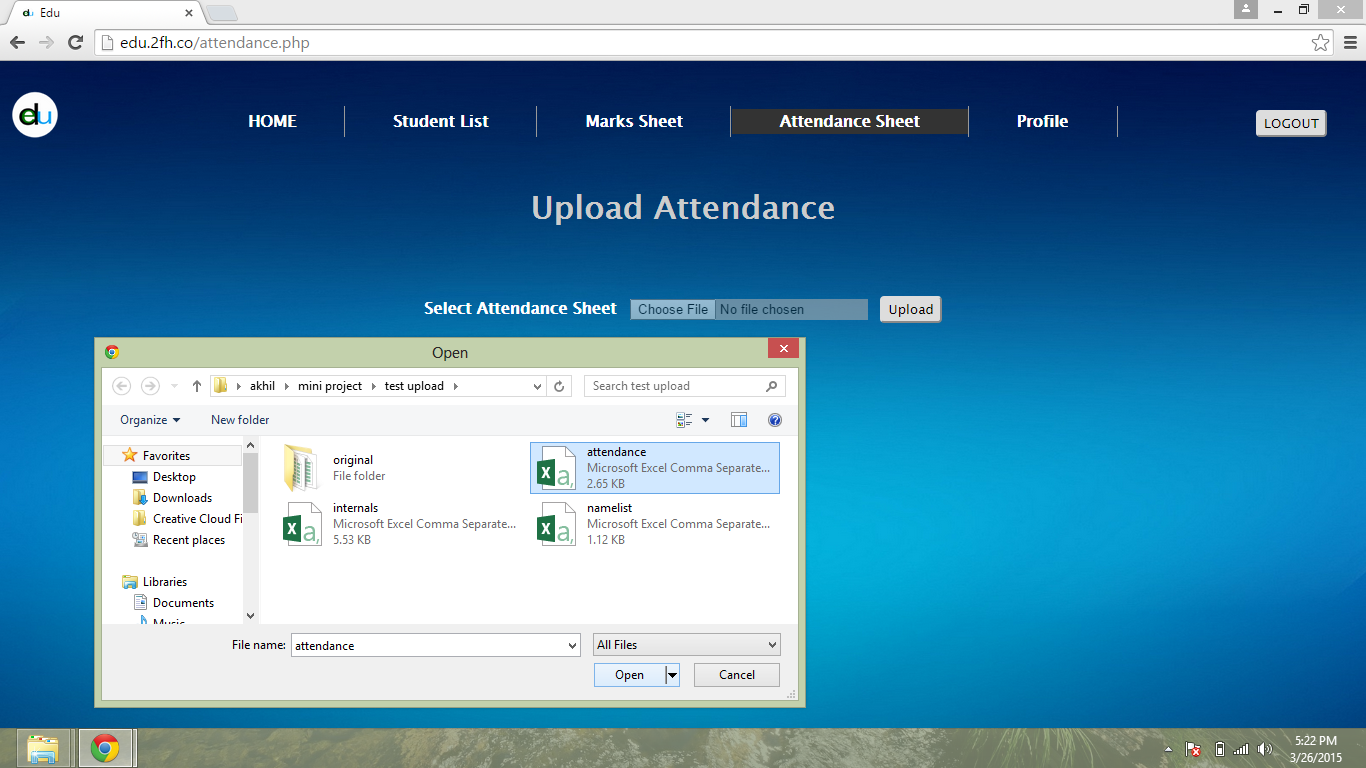 Edu
edu.2fh.co/attendance.php
edu
HOME
Student List
Marks Sheet
Attendance Sheet
Profile
LOGOUT
Upload Attendance
Select Attendance Sheet
Choose File
No file chosen
Upload
Open
akhil
mini project
test upload
Search test upload
Organize
New folder
Favorites
Desktop
Downloads
Creative Cloud Fi
Recent places
Libraries
Documents
Music
original
File folder
attendance
Microsoft Excel Comma Separate...
2.65 KB
internals
Microsoft Excel Comma Separate...
5.53 KB
namelist
Microsoft Excel Comma Separate...
1.12 KB
File name:
attendance
All Files
Open
Cancel
5:22 PM
3/26/2015